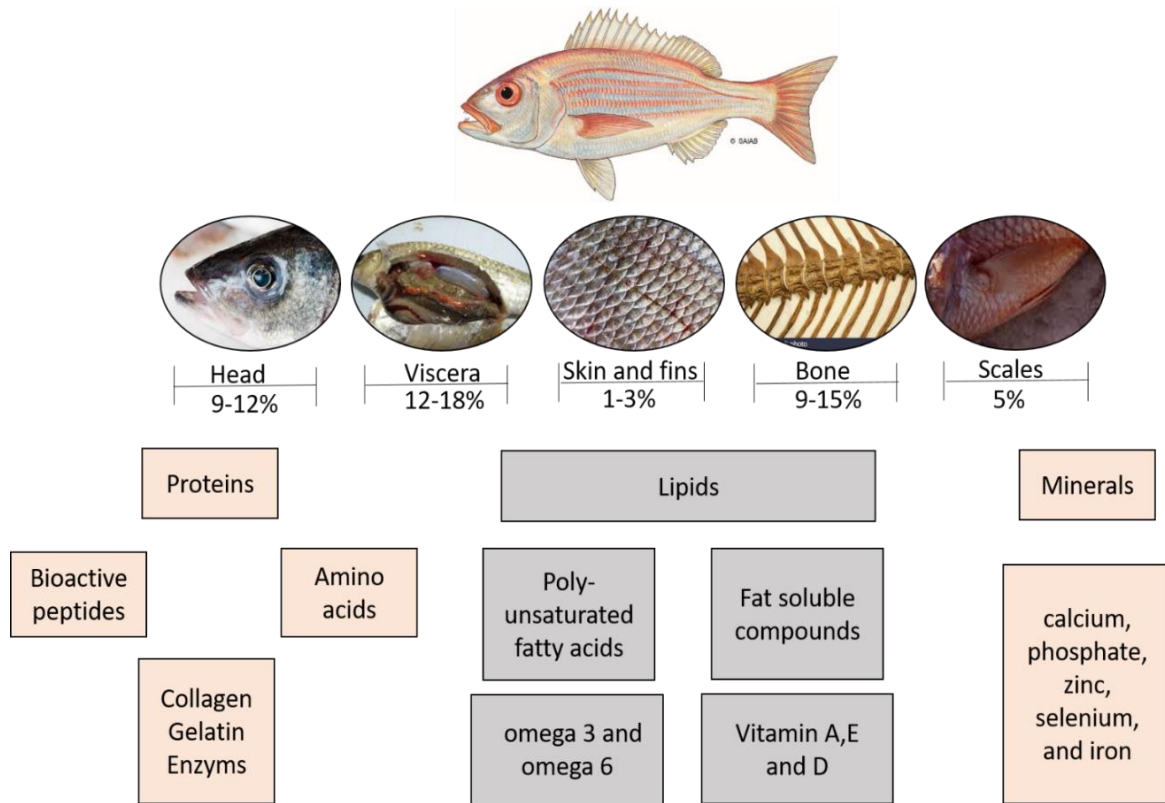 © SAIAB
photo
Head
9-12%
Viscera
12-18%
Skin and fins
1-3%
Bone
9-15%
Scales
5%
Proteins
Lipids
Minerals
Bioactive
peptides
Amino
acids
Poly-
unsaturated
fatty acids
Fat soluble
compounds
calcium,
phosphate,
zinc,
selenium,
and iron
Collagen
Gelatin
Enzyms
omega 3 and
omega 6
Vitamin A,E
and D